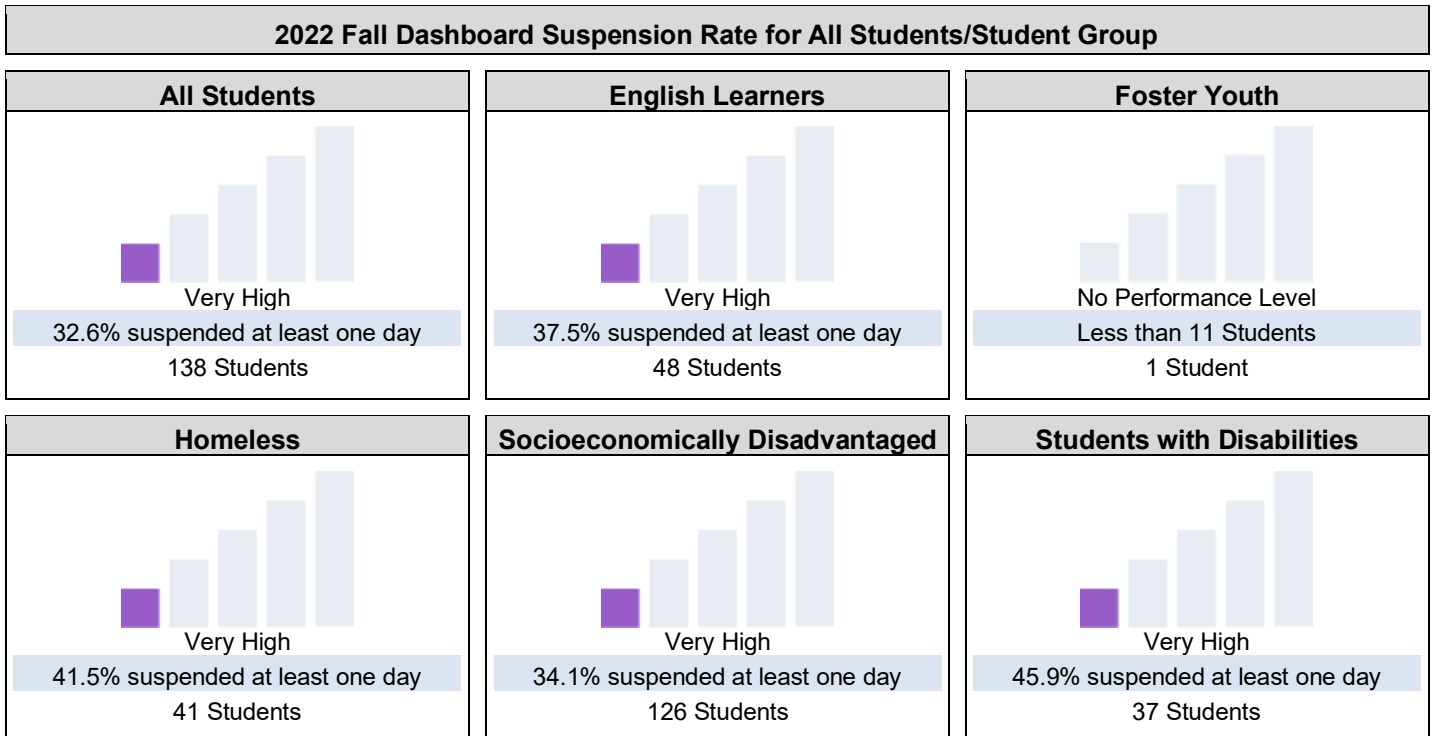 2022 Fall Dashboard Suspension Rate for All Students/Student Group
All Students
Very High
32.6% suspended at least one day
138 Students
English Learners
Very High
37.5% suspended at least one day
48 Students
Foster Youth
No Performance Level
Less than 11 Students
1 Student
Homeless
Very High
41.5% suspended at least one day
41 Students
Socioeconomically Disadvantaged
Very High
34.1% suspended at least one day
126 Students
Students with Disabilities
Very High
45.9% suspended at least one day
37 Students